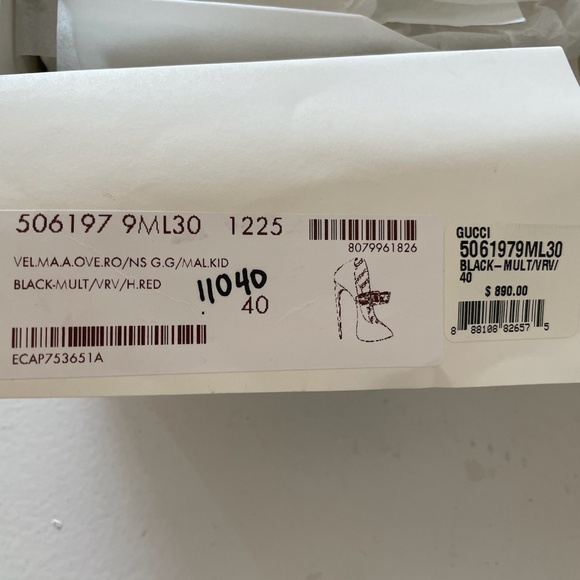 506197 9ML30 1225
8079961826
VEL.MA.A.OVE.RO/NS G.G/MAL.KID
BLACK-MULT/VRV/H.RED
11040
40
ECAP753651A
GUCCI
5061979ML30
BLACK-MULT/VRV/
40
$ 890.00
8 88108 82657 5